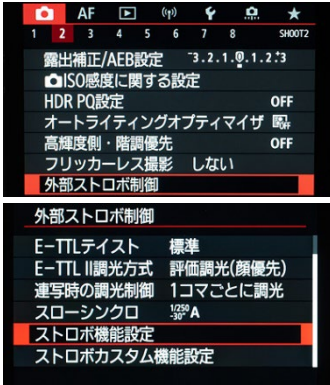 AF
1 2 3 4 5 6 7 8 SHOOT2
露出補正/AEB設定 -3.2.1.0.1.2.+3
ISO感度に関する設定
HDR PQ設定 OFF
オートライティングオプティマイザ OFF
高輝度側・階調優先 OFF
フリッカーレス撮影 しない
外部ストロボ制御
外部ストロボ制御
E-TTLテイスト 標準
E-TTL II調光方式 評価調光(顔優先)
連写時の調光制御 1コマごとに調光
スローシンクロ 1/250-30" A
ストロボ機能設定
ストロボカスタム機能設定